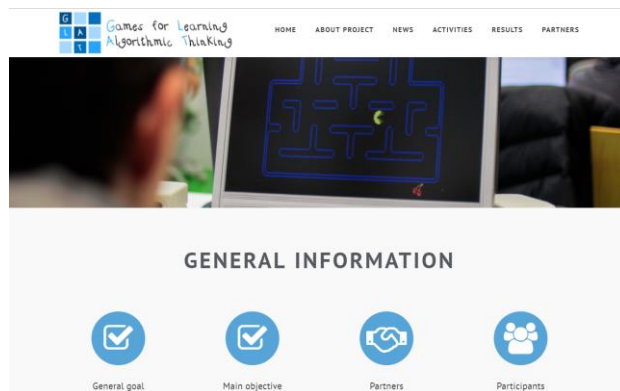 G L A T
Games for Learning
Algorithmic Thinking
HOME ABOUT PROJECT NEWS ACTIVITIES RESULTS PARTNERS
GENERAL INFORMATION
General goal Main objective Partners Participants